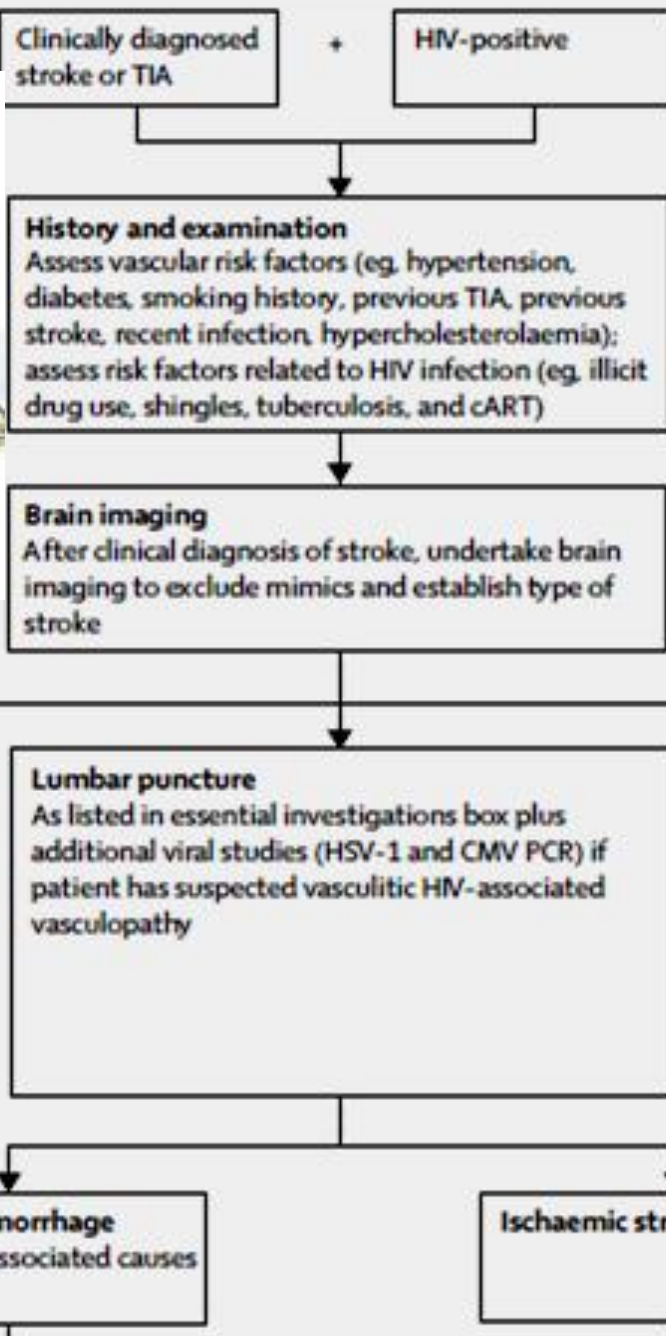 Clinically diagnosed
stroke or TIA
+
HIV-positive
History and examination
Assess vascular risk factors (eg, hypertension,
diabetes, smoking history, previous TIA, previous
stroke, recent infection, hypercholesterolaemia);
assess risk factors related to HIV infection (eg, illicit
drug use, shingles, tuberculosis, and cART)
Brain imaging
After clinical diagnosis of stroke, undertake brain
imaging to exclude mimics and establish type of
stroke
Lumbar puncture
As listed in essential investigations box plus
additional viral studies (HSV-1 and CMV PCR) if
patient has suspected vasculitic HIV-associated
vasculopathy
causes
Ischaemic